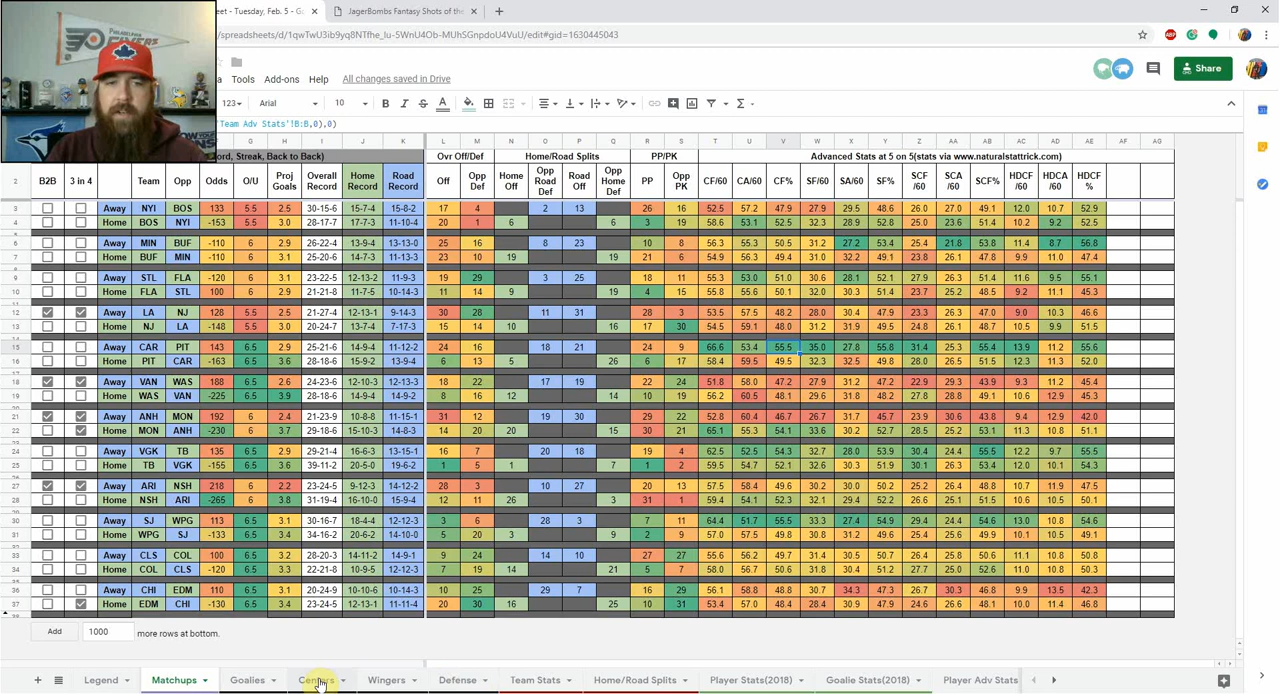 PHILADELPHIA FLYERS
eet - Tuesday, Feb. 5 - Go ×
JagerBombs Fantasy Shots of the ×
/spreadsheets/d/1qwTwU3ib9yq8NTfhe_Iu-5WnU4Ob-MUhSGnpdoU4VuU/edit#gid=1630445043
a Tools Add-ons Help All changes saved in Drive
Share
123 Arial 10 B I S A
'Team Adv Stats'!B:B,0),0)
H I J K L M N O P Q R S T U V W X Y Z AA AB AC AD AE AF AG
ord, Streak, Back to Back) Ovr Off/Def Home/Road Splits PP/PK Advanced Stats at 5 on 5(stats via www.naturalstattrick.com)
2 B2B 3 in 4 Team Opp Odds O/U Proj Goals Overall Record Home Record Road Record Off Opp Def Home Off Opp Road Def Road Off Opp Home Def PP Opp PK CF/60 CA/60 CF% SF/60 SA/60 SF% SCF /60 SCA /60 SCF% HDCF /60 HDCA /60 HDCF %
3 Away NYI BOS 133 5.5 2.5 30-15-6 15-7-4 15-8-2 17 4 2 13 26 16 52.5 57.2 47.9 27.9 29.5 48.6 26.0 27.0 49.1 12.0 10.7 52.9
4 Home BOS NYI -153 5.5 3.0 28-17-7 17-7-3 11-10-4 20 1 6 6 3 19 58.6 53.1 52.5 32.3 28.9 52.8 25.0 23.6 51.4 10.2 9.2 52.5
6 Away MIN BUF -110 6 2.9 26-22-4 13-9-4 13-13-0 25 16 8 23 10 8 56.3 55.3 50.5 31.2 27.2 53.4 25.4 21.8 53.8 11.4 8.7 56.8
7 Home BUF MIN -110 6 3.1 25-20-6 14-7-3 11-13-3 23 10 19 19 21 6 54.9 56.3 49.4 31.0 32.2 49.1 23.8 26.1 47.8 9.9 11.0 47.4
9 Away STL FLA -120 6 3.1 23-22-5 12-13-2 11-9-3 19 29 3 25 18 11 55.3 53.0 51.0 30.6 28.1 52.1 27.9 26.3 51.4 11.6 9.5 55.1
10 Home FLA STL 100 6 2.9 21-21-8 11-7-5 10-14-3 11 14 9 19 4 15 55.8 55.6 50.1 32.0 30.3 51.4 23.7 25.2 48.5 9.2 11.1 45.3
12 Away LA NJ 128 5.5 2.5 21-27-4 12-13-1 9-14-3 30 28 11 31 28 3 53.5 57.5 48.2 28.0 30.4 47.9 23.3 26.3 47.0 9.0 10.3 46.6
13 Home NJ LA -148 5.5 3.0 20-24-7 13-7-4 7-17-3 15 14 10 16 17 30 54.8 59.1 48.0 31.2 31.9 49.5 24.8 26.1 48.7 10.5 9.9 51.5
15 Away CAR PIT 143 6.5 2.9 25-21-6 14-9-4 11-12-2 24 16 18 21 24 9 66.6 53.4 55.5 35.0 27.8 55.8 31.4 25.3 55.4 13.9 11.2 55.6
16 Home PIT CAR -163 6.5 3.6 28-18-6 15-9-2 13-9-4 6 13 5 26 6 17 58.4 59.5 49.5 32.3 32.5 49.8 28.0 26.5 51.5 12.3 11.3 52.0
18 Away VAN WAS 188 6.5 2.6 24-23-6 12-10-3 12-13-3 18 22 17 19 22 24 51.8 58.0 47.2 27.9 31.2 47.2 22.9 29.3 43.9 9.3 11.2 45.4
19 Home WAS VAN -225 6.5 3.9 28-18-6 14-9-4 14-9-2 8 16 12 14 19 10 56.2 60.5 48.1 29.6 31.8 48.2 27.8 28.8 49.1 10.6 12.9 45.3
21 Away ANH MON 192 6 2.4 21-23-9 10-8-8 11-15-1 31 12 19 30 29 22 52.8 60.4 46.7 26.7 31.7 45.7 23.9 30.6 43.8 9.4 12.9 42.0
22 Home MON ANH -230 6 3.7 29-18-6 15-10-3 14-8-3 14 20 20 15 30 21 65.1 55.3 54.1 33.6 30.2 52.7 28.5 25.2 53.1 10.8 10.3 51.1
24 Away VGK TB 135 6.5 3.2 29-21-4 16-6-3 13-15-1 16 7 20 18 19 4 62.5 52.5 54.3 32.7 28.0 53.9 30.4 24.4 55.5 12.2 9.7 55.5
25 Home TB VGK -155 6.5 3.6 39-11-2 20-5-0 19-6-2 1 5 1 7 1 2 59.5 54.7 52.1 32.6 30.3 51.9 30.1 26.3 53.4 12.0 10.1 54.3
27 Away ARI NSH 218 6 2.2 23-24-5 9-12-3 14-12-2 28 3 10 27 20 13 57.5 58.4 49.6 30.2 30.0 50.2 25.2 26.4 48.8 10.7 11.9 47.5
28 Home NSH ARI -265 6 3.8 31-19-4 16-10-0 15-9-4 12 11 26 3 31 1 59.4 54.1 52.3 32.1 29.4 52.2 26.6 25.1 51.5 10.6 10.6 50.1
30 Away SJ WPG 113 6.5 3.1 30-16-7 18-4-4 12-12-3 3 6 28 3 7 11 64.4 51.7 55.5 33.3 27.4 54.9 29.4 24.4 54.6 13.0 10.8 54.6
31 Home WPG SJ -133 6.5 3.4 34-16-2 20-6-2 14-10-0 5 20 3 9 9 2 57.0 57.5 49.8 30.8 31.2 49.6 25.4 25.6 49.9 10.1 10.5 49.1
33 Away CLS COL 100 6.5 3.2 28-20-3 14-11-2 14-9-1 9 24 14 10 27 27 55.6 56.2 49.7 31.4 30.5 50.7 26.4 25.8 50.6 11.1 10.8 50.8
34 Home COL CLS -120 6.5 3.3 22-21-8 10-9-5 12-12-3 7 19 14 21 5 7 58.0 56.7 50.6 31.8 30.6 51.0 27.7 25.0 52.6 11.0 10.8 50.3
36 Away CHI EDM 110 6.5 3.1 20-24-9 10-10-6 10-14-3 10 25 29 7 16 29 56.1 58.8 48.8 30.7 34.3 47.3 26.7 30.3 46.8 9.9 13.5 42.3
37 Home EDM CHI -130 6.5 3.4 23-24-5 12-13-1 11-11-4 20 30 16 25 10 31 53.4 57.0 48.4 28.4 30.9 47.9 24.6 26.6 48.1 10.0 11.4 46.8
Add 1000 more rows at bottom.
Legend Matchups Goalies Centers Wingers Defense Team Stats Home/Road Splits Player Stats(2018) Goalie Stats(2018) Player Adv Stats